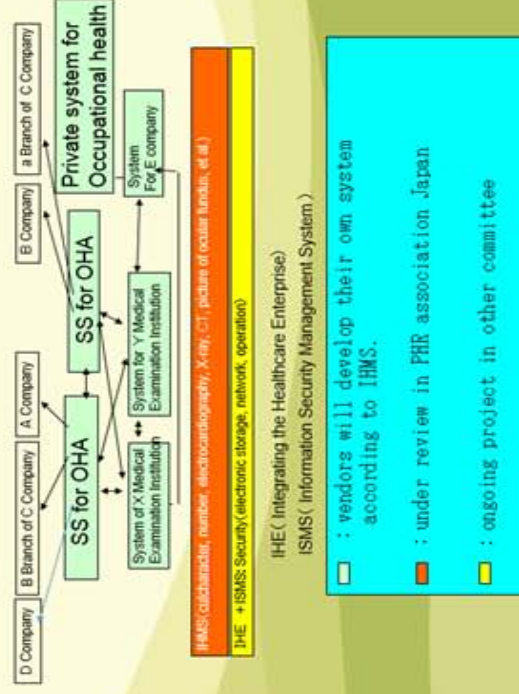 D Company
B Branch of C Company
A Company
B Company
a Branch of C Company
SS for OHA
SS for OHA
Private system for
Occupational health
System of X Medical
Examination Institution
System for Y Medical
Examination Institution
System
For E company
IHMS(culcharacter, number, electrocardiography, X-ray, CT, picture of ocular fundus, et al.)
IHE +ISMS: Security(electronic storage, network, operation)
IHE( Integrating the Healthcare Enterprise)
ISMS( Information Security Management System )
: vendors will develop their own system
according to IHMS.
: under review in PHR association Japan
: ongoing project in other committee